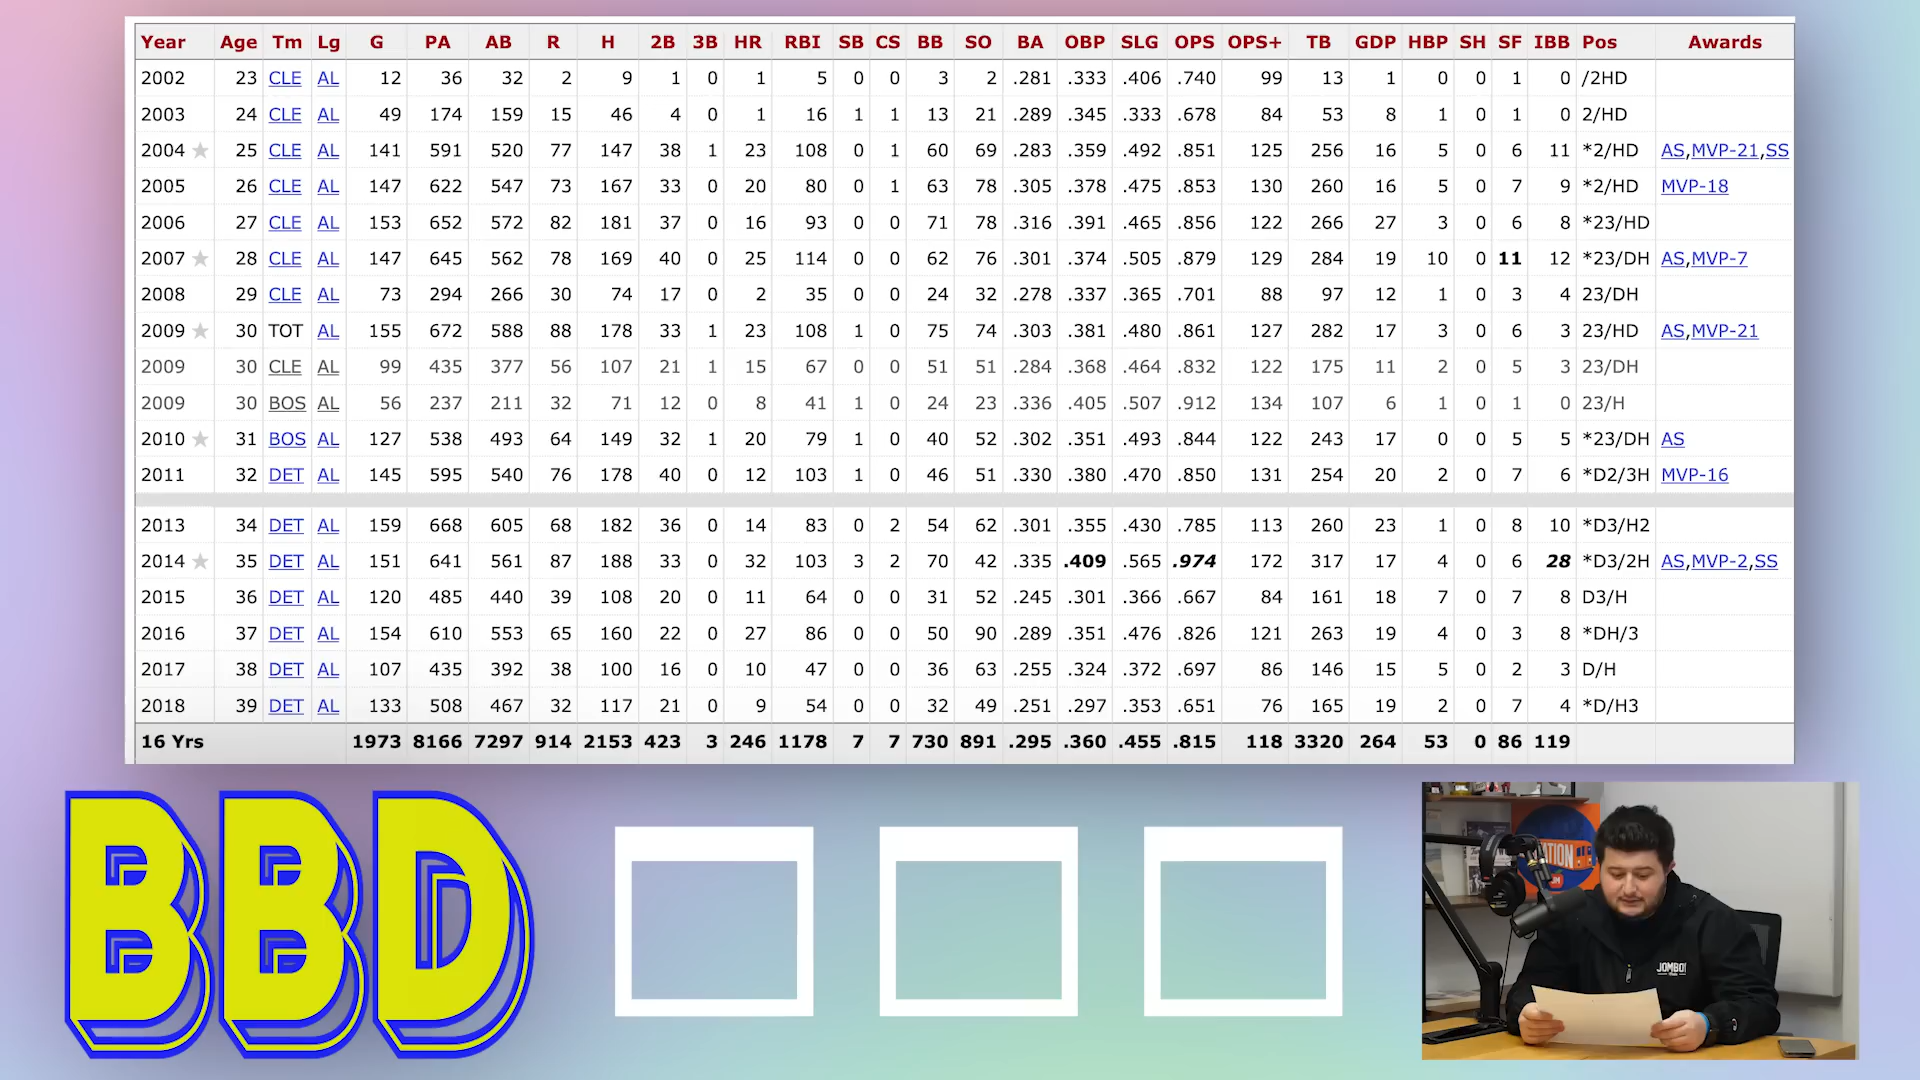 Year Age Tm Lg G PA AB R H 2B 3B HR RBI SB CS BB SO BA OBP SLG OPS OPS+ TB GDP HBP SH SF IBB Pos Awards
2002 23 CLE AL 12 36 32 2 9 1 0 1 5 0 0 3 2 .281 .333 .406 .740 99 13 1 0 0 1 0 /2HD
2003 24 CLE AL 49 174 159 15 46 4 0 1 16 1 1 13 21 .289 .345 .333 .678 84 53 8 1 0 1 0 2/HD
2004 ★ 25 CLE AL 141 591 520 77 147 38 1 23 108 0 1 60 69 .283 .359 .492 .851 125 256 16 5 0 6 11 *2/HD AS,MVP-21,SS
2005 26 CLE AL 147 622 547 73 167 33 0 20 80 0 1 63 78 .305 .378 .475 .853 130 260 16 5 0 7 9 *2/HD MVP-18
2006 27 CLE AL 153 652 572 82 181 37 0 16 93 0 0 71 78 .316 .391 .465 .856 122 266 27 3 0 6 8 *23/HD
2007 ★ 28 CLE AL 147 645 562 78 169 40 0 25 114 0 0 62 76 .301 .374 .505 .879 129 284 19 10 0 11 12 *23/DH AS,MVP-7
2008 29 CLE AL 73 294 266 30 74 17 0 2 35 0 0 24 32 .278 .337 .365 .701 88 97 12 1 0 3 4 23/DH
2009 ★ 30 TOT AL 155 672 588 88 178 33 1 23 108 1 0 75 74 .303 .381 .480 .861 127 282 17 3 0 6 3 23/HD AS,MVP-21
2009 30 CLE AL 99 435 377 56 107 21 1 15 67 0 0 51 51 .284 .368 .464 .832 122 175 11 2 0 5 3 23/DH
2009 30 BOS AL 56 237 211 32 71 12 0 8 41 1 0 24 23 .336 .405 .507 .912 134 107 6 1 0 1 0 23/H
2010 ★ 31 BOS AL 127 538 493 64 149 32 1 20 79 1 0 40 52 .302 .351 .493 .844 122 243 17 0 0 5 5 *23/DH AS
2011 32 DET AL 145 595 540 76 178 40 0 12 103 1 0 46 51 .330 .380 .470 .850 131 254 20 2 0 7 6 *D2/3H MVP-16
2013 34 DET AL 159 668 605 68 182 36 0 14 83 0 2 54 62 .301 .355 .430 .785 113 260 23 1 0 8 10 *D3/H2
2014 ★ 35 DET AL 151 641 561 87 188 33 0 32 103 3 2 70 42 .335 .409 .565 .974 172 317 17 4 0 6 28 *D3/2H AS,MVP-2,SS
2015 36 DET AL 120 485 440 39 108 20 0 11 64 0 0 31 52 .245 .301 .366 .667 84 161 18 7 0 7 8 D3/H
2016 37 DET AL 154 610 553 65 160 22 0 27 86 0 0 50 90 .289 .351 .476 .826 121 263 19 4 0 3 8 *DH/3
2017 38 DET AL 107 435 392 38 100 16 0 10 47 0 0 36 63 .255 .324 .372 .697 86 146 15 5 0 2 3 D/H
2018 39 DET AL 133 508 467 32 117 21 0 9 54 0 0 32 49 .251 .297 .353 .651 76 165 19 2 0 7 4 *D/H3
16 Yrs 1973 8166 7297 914 2153 423 3 246 1178 7 7 730 891 .295 .360 .455 .815 118 3320 264 53 0 86 119
BBD
JOMBOY